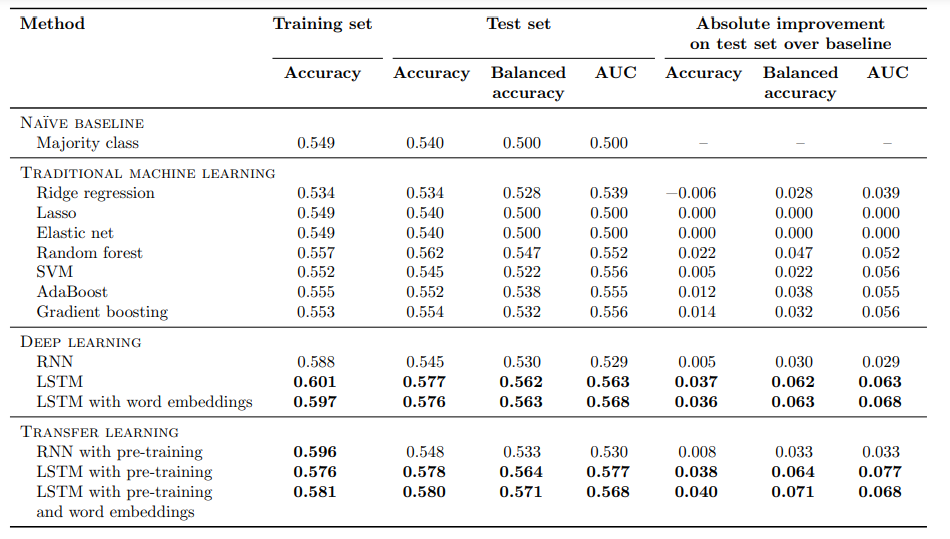 Method Training set Test set Absolute improvement
on test set over baseline
Accuracy Accuracy Balanced AUC Accuracy Balanced AUC
accuracy accuracy
NAÏVE BASELINE
Majority class 0.549 0.540 0.500 0.500 – – –
TRADITIONAL MACHINE LEARNING
Ridge regression 0.534 0.534 0.528 0.539 −0.006 0.028 0.039
Lasso 0.549 0.540 0.500 0.500 0.000 0.000 0.000
Elastic net 0.549 0.540 0.500 0.500 0.000 0.000 0.000
Random forest 0.557 0.562 0.547 0.552 0.022 0.047 0.052
SVM 0.552 0.545 0.522 0.556 0.005 0.022 0.056
AdaBoost 0.555 0.552 0.538 0.555 0.012 0.038 0.055
Gradient boosting 0.553 0.554 0.532 0.556 0.014 0.032 0.056
DEEP LEARNING
RNN 0.588 0.545 0.530 0.529 0.005 0.030 0.029
LSTM 0.601 0.577 0.562 0.563 0.037 0.062 0.063
LSTM with word embeddings 0.597 0.576 0.563 0.568 0.036 0.063 0.068
TRANSFER LEARNING
RNN with pre-training 0.596 0.548 0.533 0.530 0.008 0.033 0.033
LSTM with pre-training 0.576 0.578 0.564 0.577 0.038 0.064 0.077
LSTM with pre-training 0.581 0.580 0.571 0.568 0.040 0.071 0.068
and word embeddings